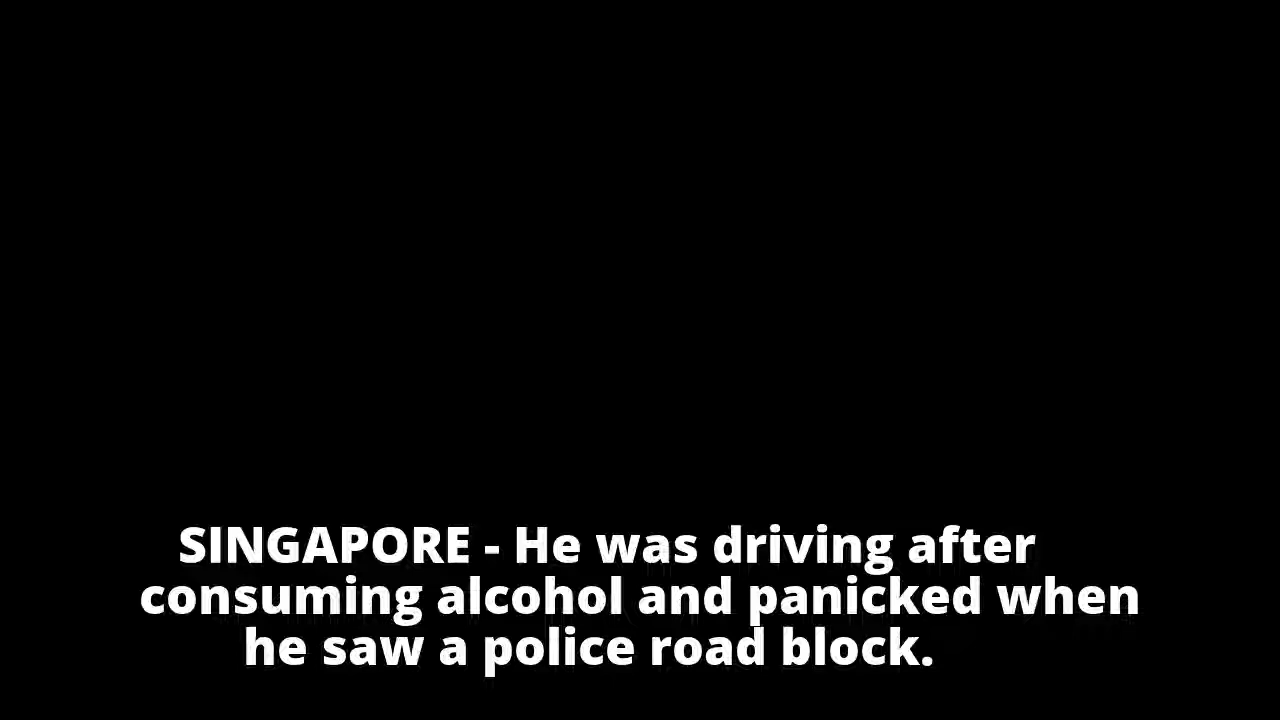 SINGAPORE - He was driving after
consuming alcohol and panicked when
he saw a police road block.